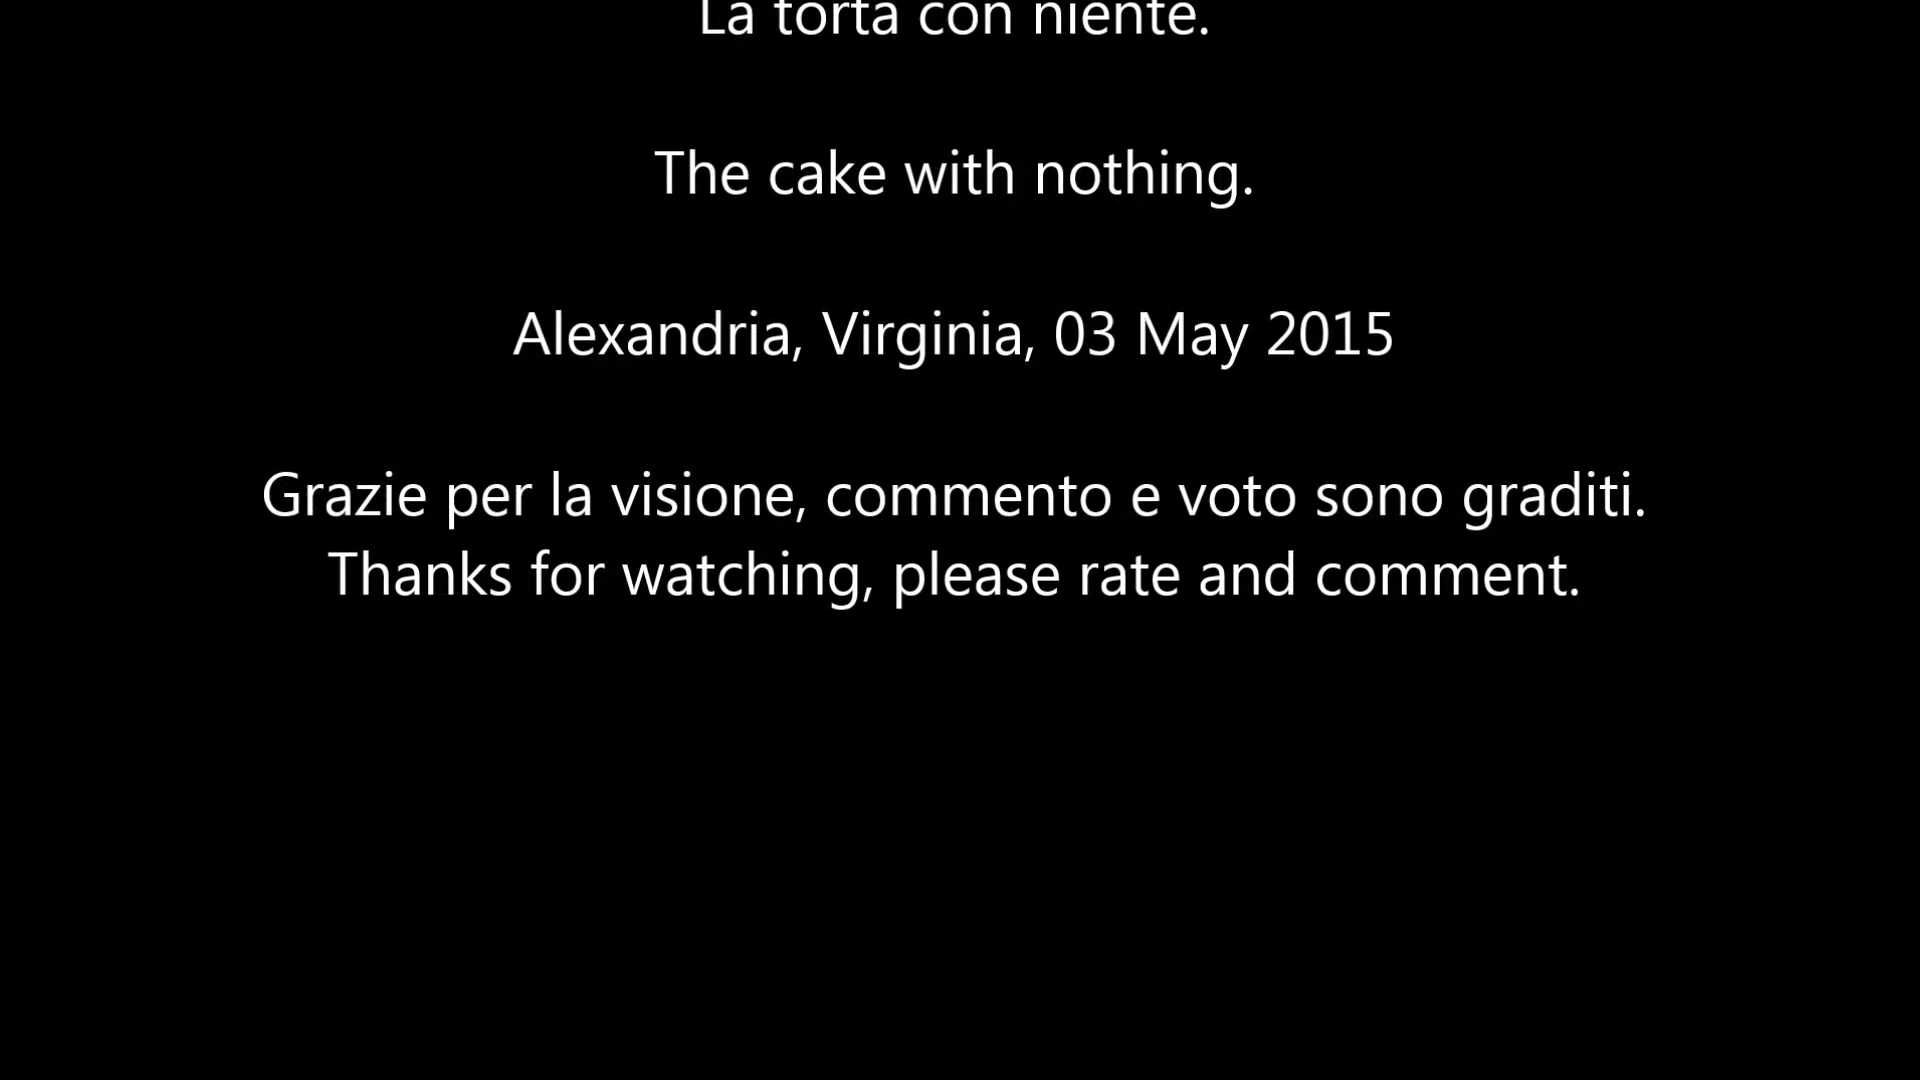 La torta con niente.
The cake with nothing.
Alexandria, Virginia, 03 May 2015
Grazie per la visione, commento e voto sono graditi.
Thanks for watching, please rate and comment.